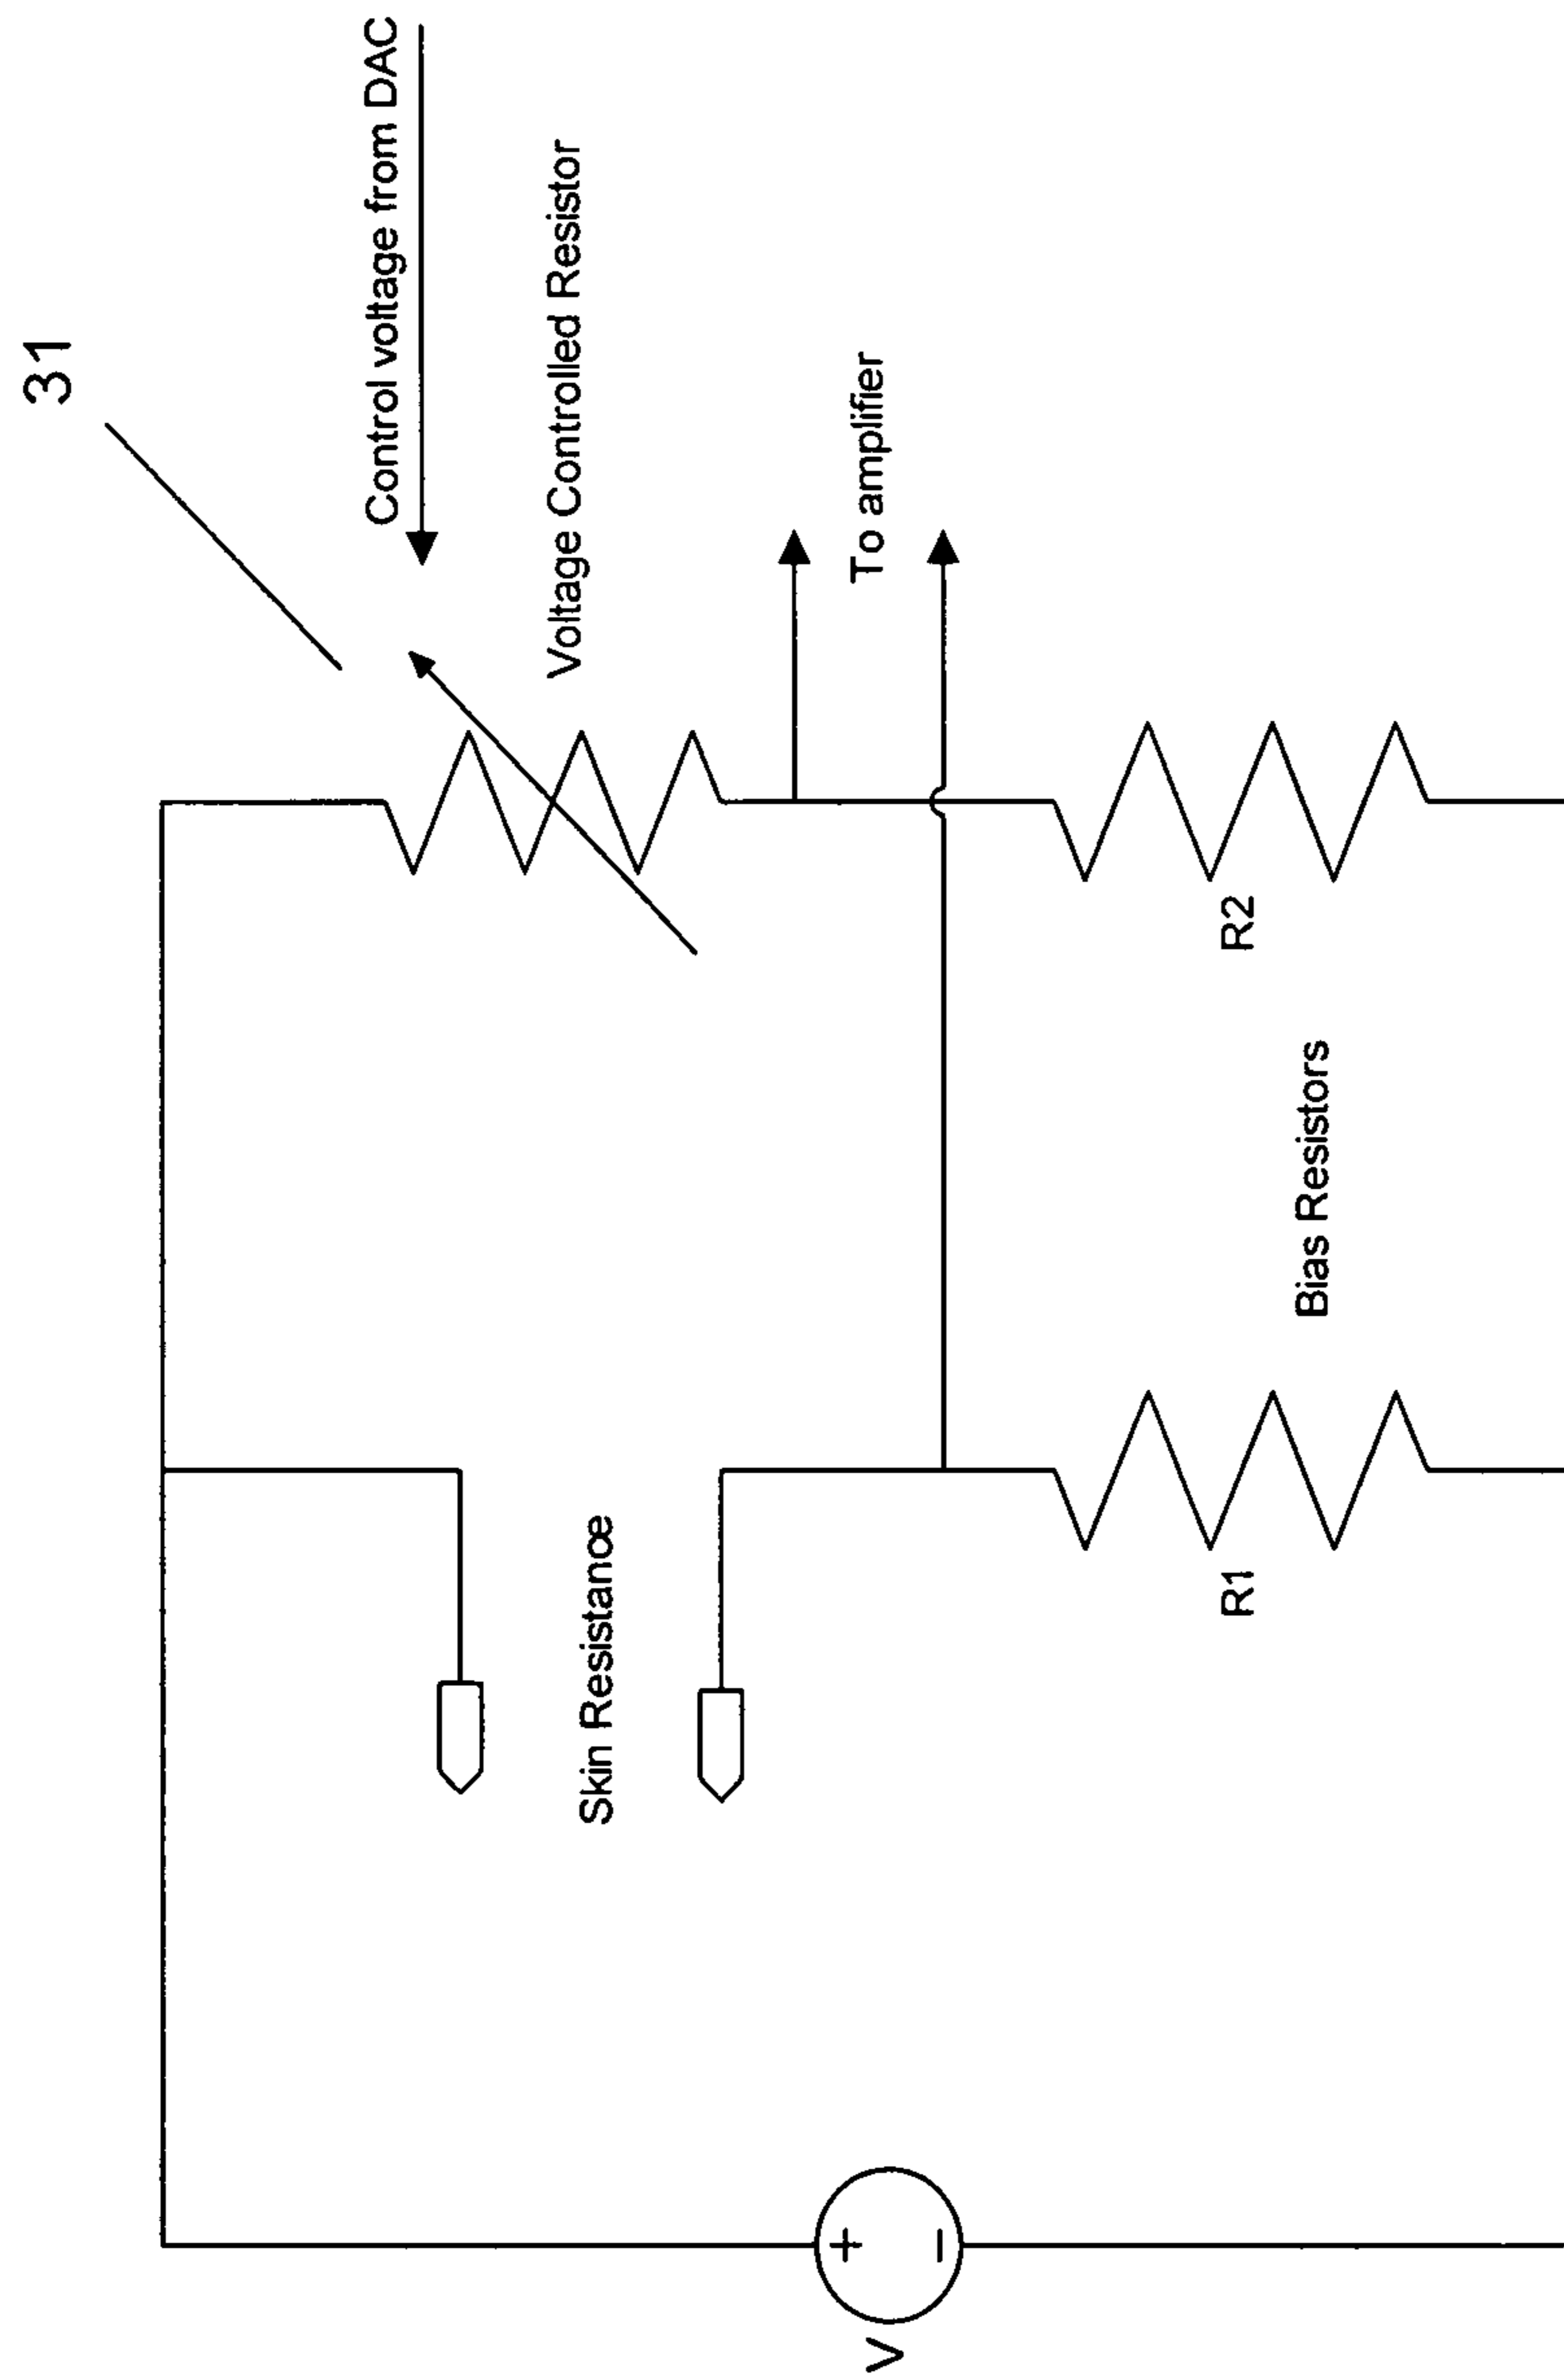 31
Control voltage from DAC
Voltage Controlled Resistor
To amplifier
Skin Resistance
V
+
–
R1
R2
Bias Resistors